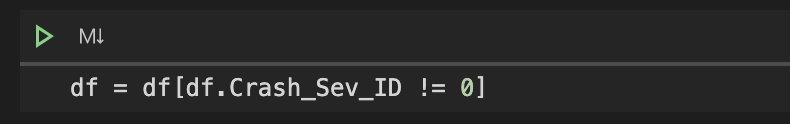 M↓
df = df[df.Crash_Sev_ID != 0]